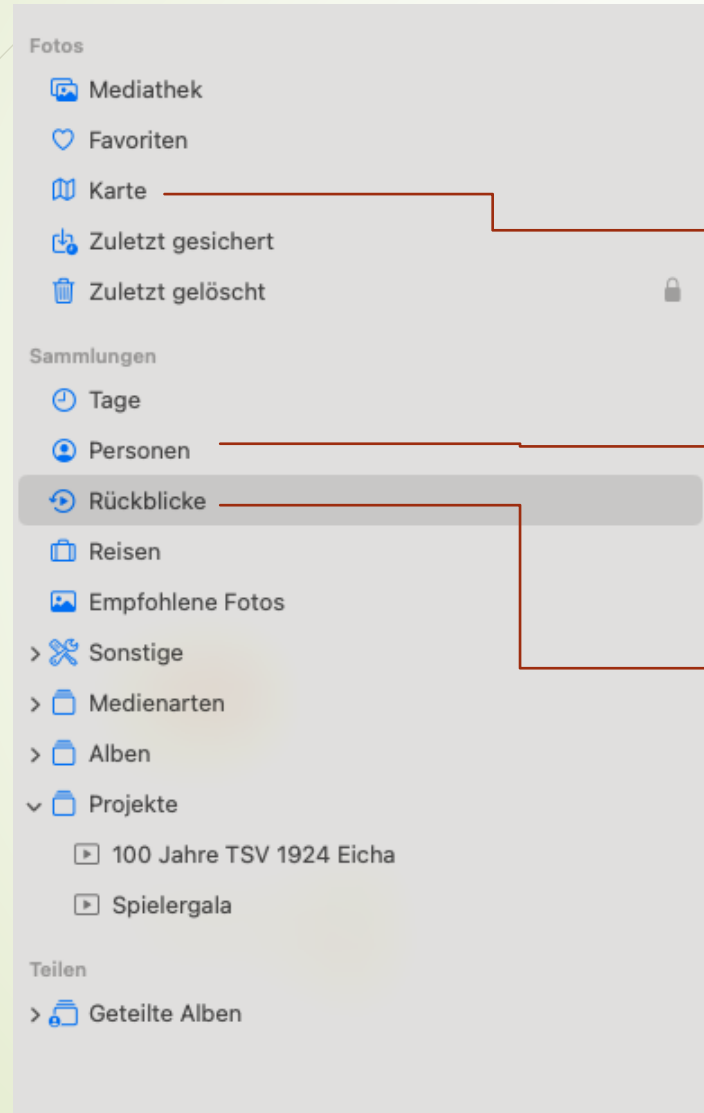 Fotos
Mediathek
Favoriten
Karte
Zuletzt gesichert
Zuletzt gelöscht
Sammlungen
Tage
Personen
Rückblicke
Reisen
Empfohlene Fotos
Sonstige
Medienarten
Alben
Projekte
100 Jahre TSV 1924 Eicha
Spielergala
Teilen
Geteilte Alben